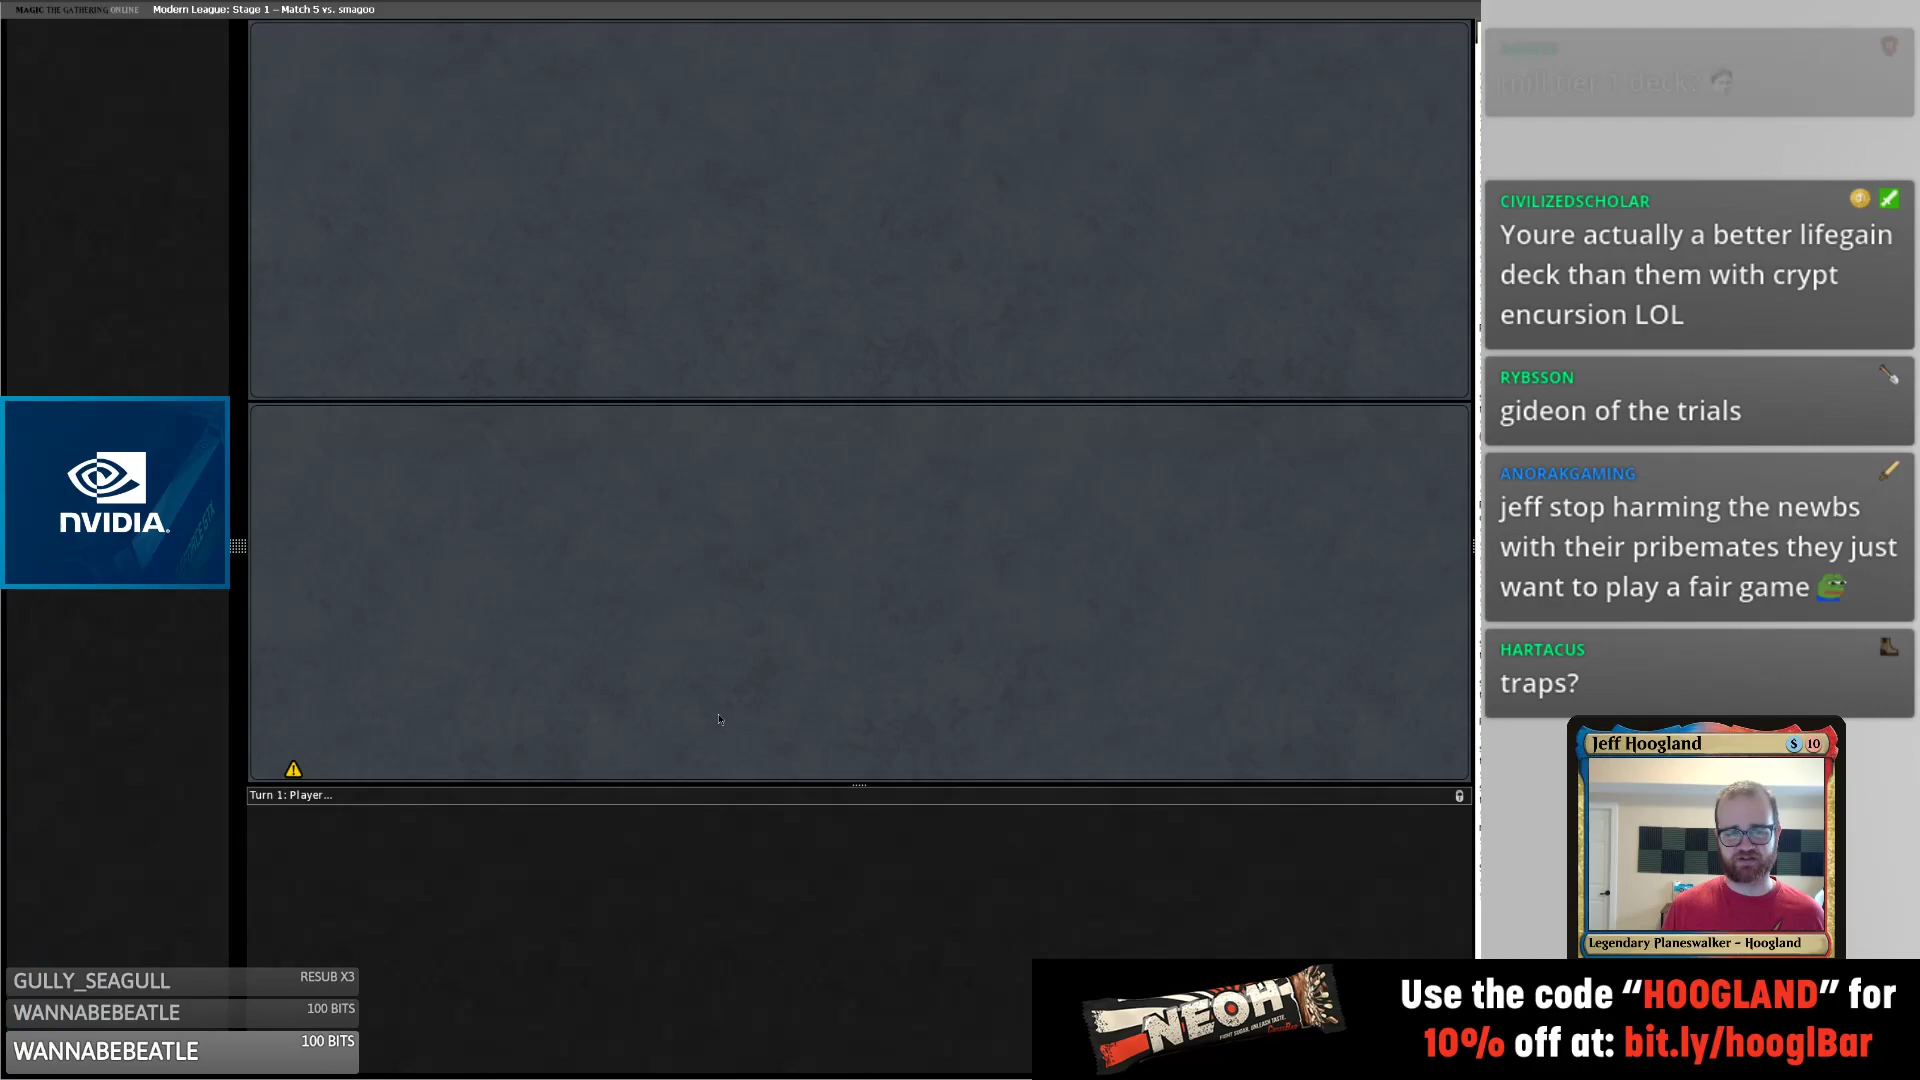 MAGIC THE GATHERING ONLINE Modern League: Stage 1 – Match 5 vs. smagoo
mill tier 1 deck?
CIVILIZEDSCHOLAR
Youre actually a better lifegain
deck than them with crypt
encursion LOL
RYBSSON
gideon of the trials
ANORAKGAMING
jeff stop harming the newbs
with their pribemates they just
want to play a fair game
HARTACUS
traps?
NVIDIA.
Turn 1: Player...
Jeff Hoogland $ 10
Legendary Planeswalker – Hoogland
GULLY_SEAGULL RESUB X3
WANNABEBEATLE 100 BITS
WANNABEBEATLE 100 BITS
NEOH
Use the code “HOOGLAND” for
10% off at: bit.ly/hooglBar